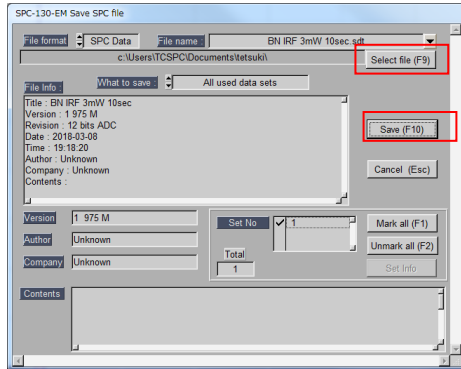 SPC-130-EM Save SPC file
File format SPC Data File name : BN IRF 3mW 10sec.sdt
c:\Users\TCSPC\Documents\tetsuki\ Select file (F9)
File Info : What to save : All used data sets
Title : BN IRF 3mW 10sec
Version : 1 975 M
Revision : 12 bits ADC
Date : 2018-03-08
Time : 19:18:20
Author : Unknown
Company : Unknown
Contents :
Save (F10)
Cancel (Esc)
Version 1 975 M
Author Unknown
Company Unknown
Set No 1
Total
1
Mark all (F1)
Unmark all (F2)
Set Info
Contents